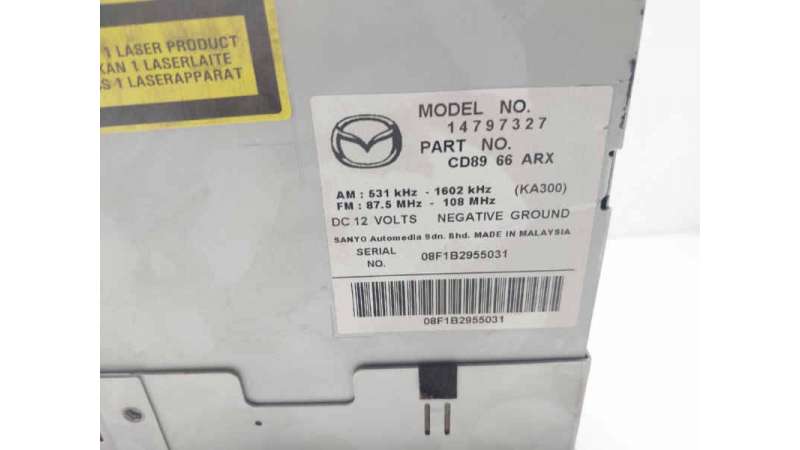 1 LASER PRODUCT
KAN 1 LASERLAITE
S 1 LASERAPPARAT
MODEL NO.
14797327
PART NO.
CD89 66 ARX
AM : 531 kHz - 1602 kHz (KA300)
FM : 87.5 MHz - 108 MHz
DC 12 VOLTS NEGATIVE GROUND
SANYO Automedia Sdn. Bhd. MADE IN MALAYSIA
SERIAL NO. 08F1B2955031
08F1B2955031